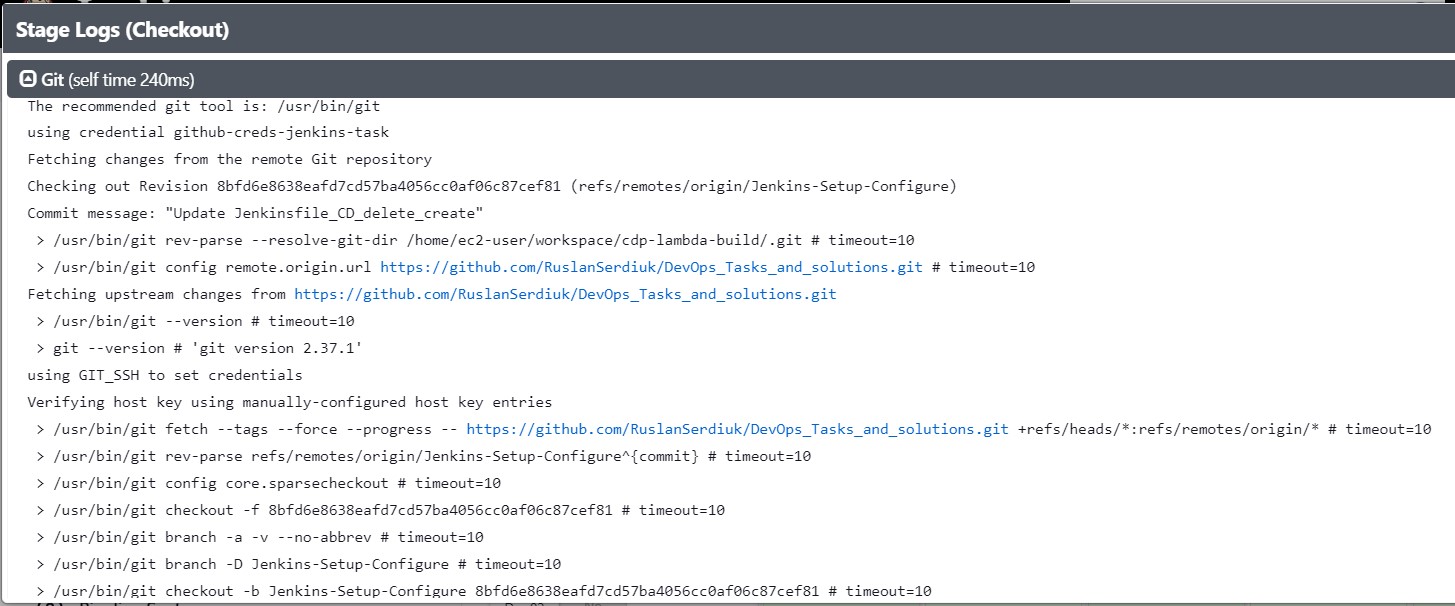 Stage Logs (Checkout)
Git (self time 240ms)
The recommended git tool is: /usr/bin/git
using credential github-creds-jenkins-task
Fetching changes from the remote Git repository
Checking out Revision 8bfd6e8638eafd7cd57ba4056cc0af06c87cef81 (refs/remotes/origin/Jenkins-Setup-Configure)
Commit message: "Update Jenkinsfile_CD_delete_create"
> /usr/bin/git rev-parse --resolve-git-dir /home/ec2-user/workspace/cdp-lambda-build/.git # timeout=10
> /usr/bin/git config remote.origin.url https://github.com/RuslanSerdiuk/DevOps_Tasks_and_solutions.git # timeout=10
Fetching upstream changes from https://github.com/RuslanSerdiuk/DevOps_Tasks_and_solutions.git
> /usr/bin/git --version # timeout=10
> git --version # 'git version 2.37.1'
using GIT_SSH to set credentials
Verifying host key using manually-configured host key entries
> /usr/bin/git fetch --tags --force --progress -- https://github.com/RuslanSerdiuk/DevOps_Tasks_and_solutions.git +refs/heads/*:refs/remotes/origin/* # timeout=10
> /usr/bin/git rev-parse refs/remotes/origin/Jenkins-Setup-Configure^{commit} # timeout=10
> /usr/bin/git config core.sparsecheckout # timeout=10
> /usr/bin/git checkout -f 8bfd6e8638eafd7cd57ba4056cc0af06c87cef81 # timeout=10
> /usr/bin/git branch -a -v --no-abbrev # timeout=10
> /usr/bin/git branch -D Jenkins-Setup-Configure # timeout=10
> /usr/bin/git checkout -b Jenkins-Setup-Configure 8bfd6e8638eafd7cd57ba4056cc0af06c87cef81 # timeout=10